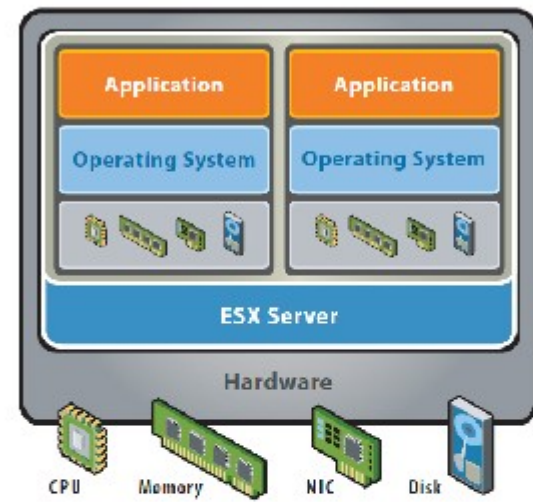 Application Application
Operating System Operating System
ESX Server
Hardware
CPU Memory NIC Disk